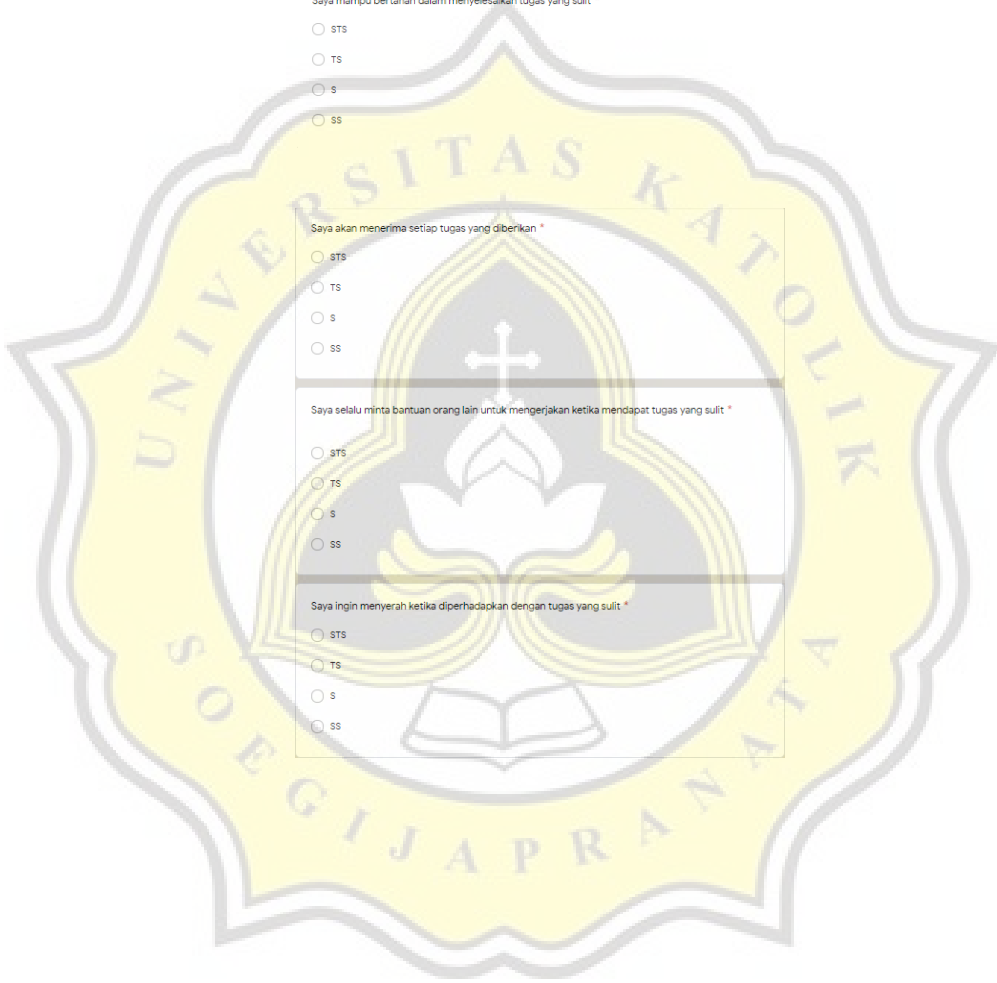 Saya mampu bertahan dalam menyelesaikan tugas yang sulit
STS
TS
S
SS
Saya akan menerima setiap tugas yang diberikan *
STS
TS
S
SS
Saya selalu minta bantuan orang lain untuk mengerjakan ketika mendapat tugas yang sulit *
STS
TS
S
SS
Saya ingin menyerah ketika diperhadapkan dengan tugas yang sulit *
STS
TS
S
SS
UNIVERSITAS KATOLIK
SOEGIJAPRANATA